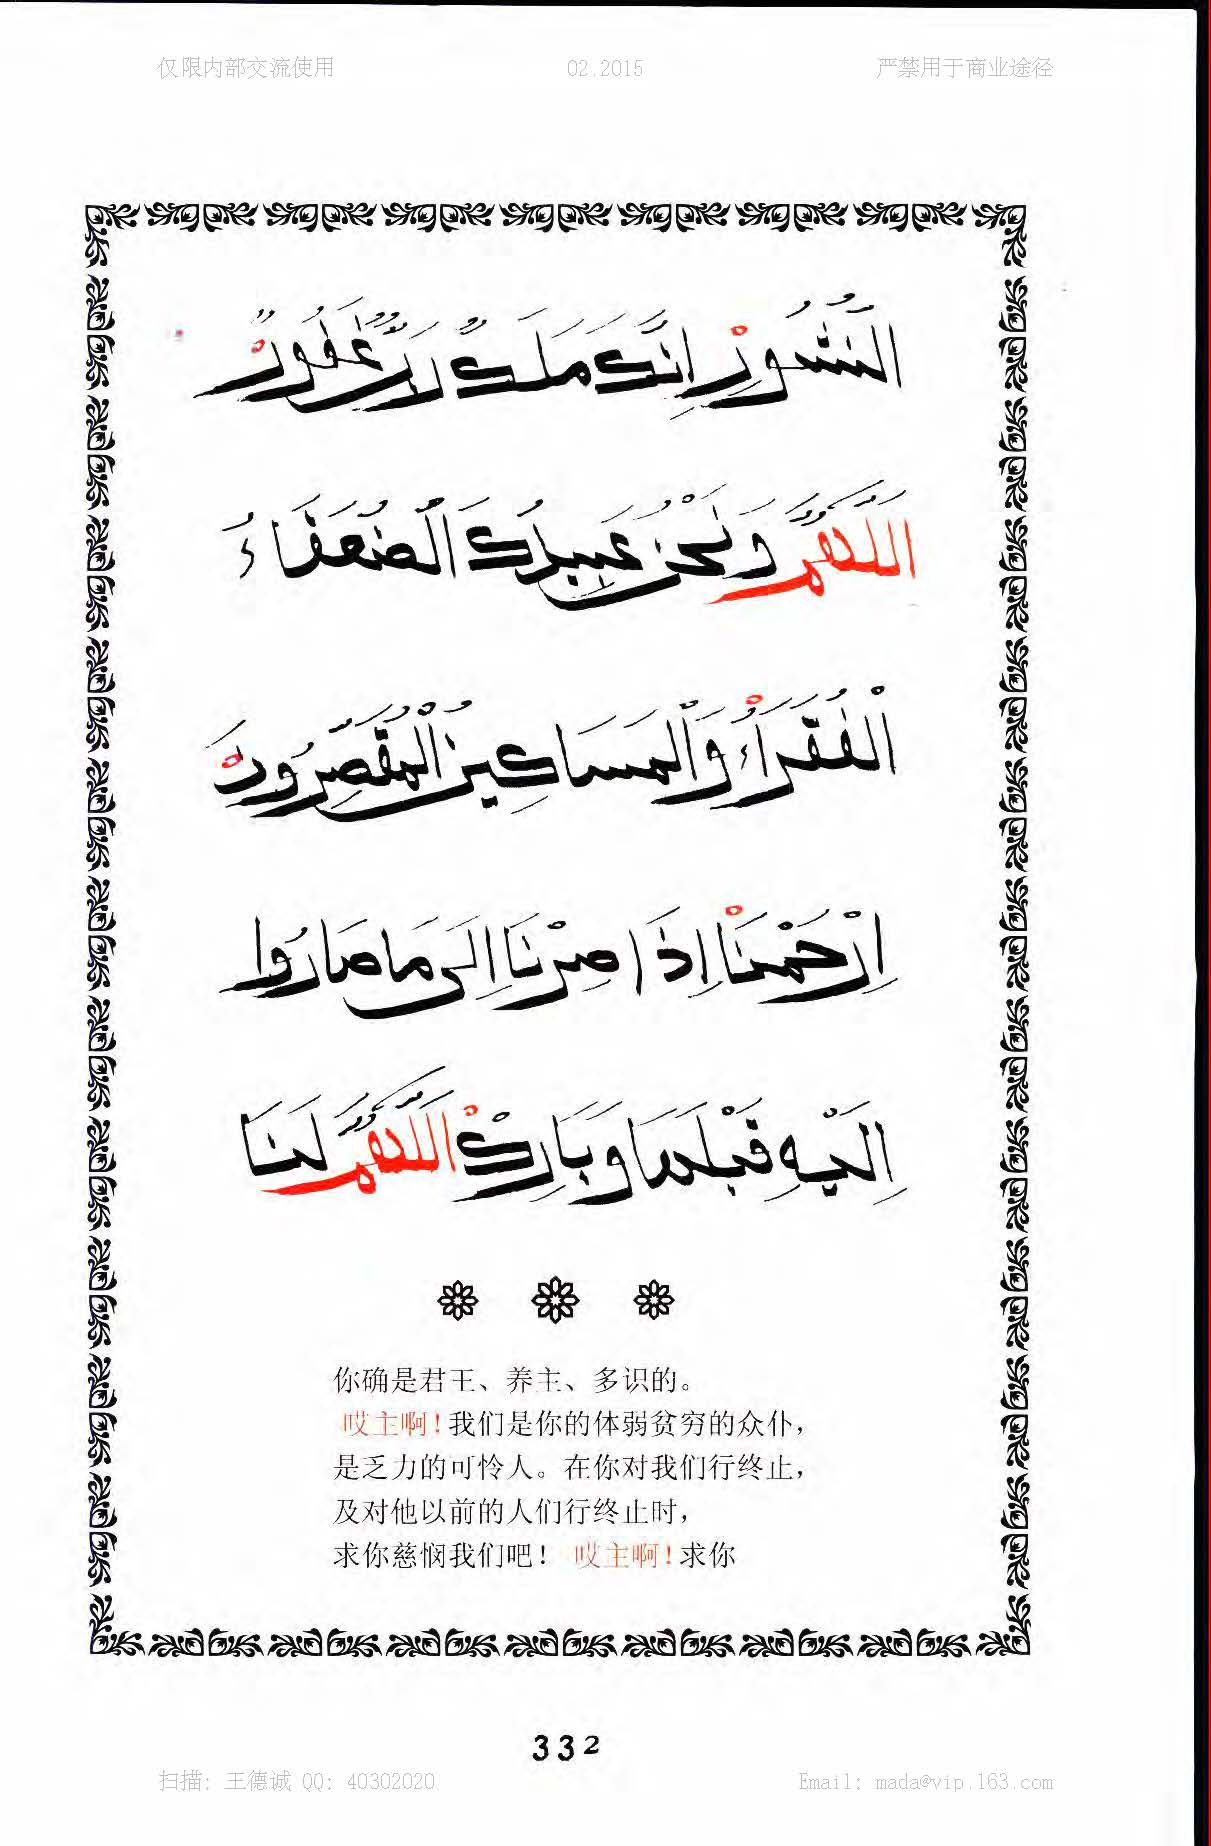 仅限内部交流使用 02.2015 严禁用于商业途径
النُّشُورْ اِنَّكَ مَلِكٌ رَبٌّ غَفُورٌ
اَللّٰهُمَّ وَنَحْنُ عَبِيدُكَ الضُّعَفَاءُ
الْفُقَرَاءُ وَالْمَسَاكِينُ الْمُقَصِّرُونَ
اِرْحَمْنَا اِذَا صِرْنَا اِلَى مَا صَارُوا
اِلَيْهِ قَبْلَنَا وَبَارِكْ اَللّٰهُمَّ لَنَا
你确是君王、养主、多识的。
哎主啊!我们是你的体弱贫穷的众仆,
是乏力的可怜人。在你对我们行终止,
及对他以前的人们行终止时,
求你慈悯我们吧! 哎主啊!求你
332
扫描: 王德诚 QQ: 40302020 Email: mada@vip.163.com